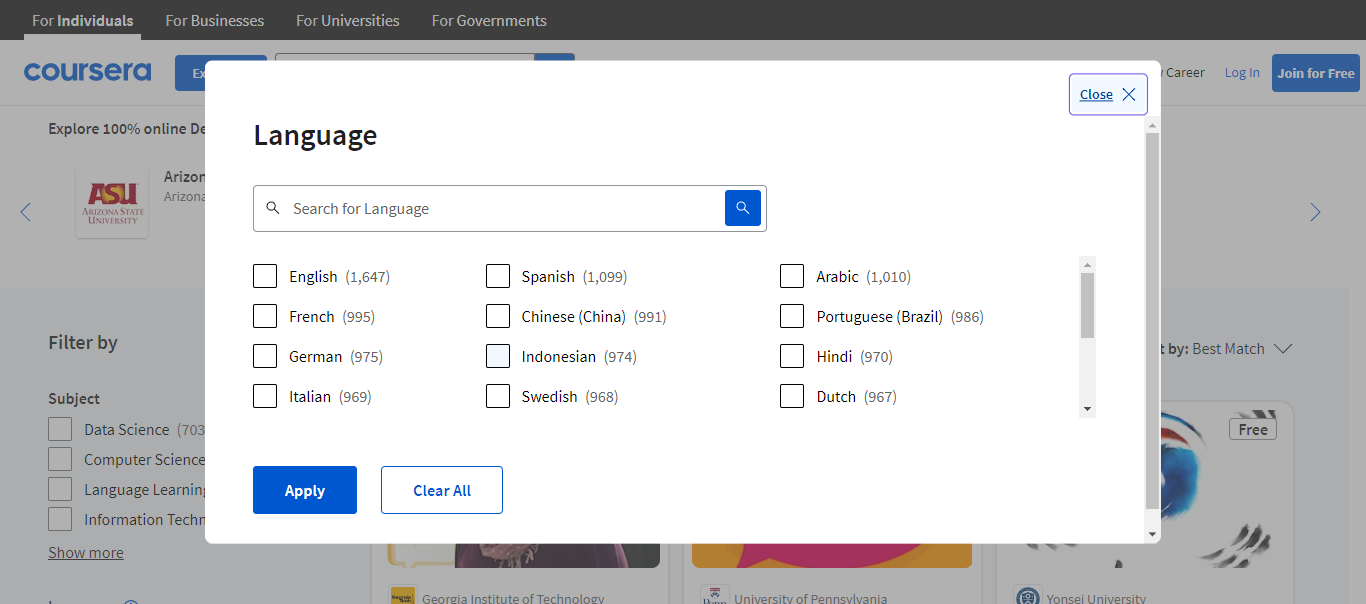 For Individuals For Businesses For Universities For Governments
coursera
Career Log In Join for Free
Close
Explore 100% online
Language
ASU
ARIZONA STATE
UNIVERSITY
Search for Language
English (1,647) Spanish (1,099) Arabic (1,010)
French (995) Chinese (China) (991) Portuguese (Brazil) (986)
German (975) Indonesian (974) Hindi (970)
Italian (969) Swedish (968) Dutch (967)
Filter by
by: Best Match
Subject
Data Science (703
Computer Science
Language Learning
Information Techn
Show more
Free
Apply Clear All
Georgia Institute of Technology University of Pennsylvania Yonsei University